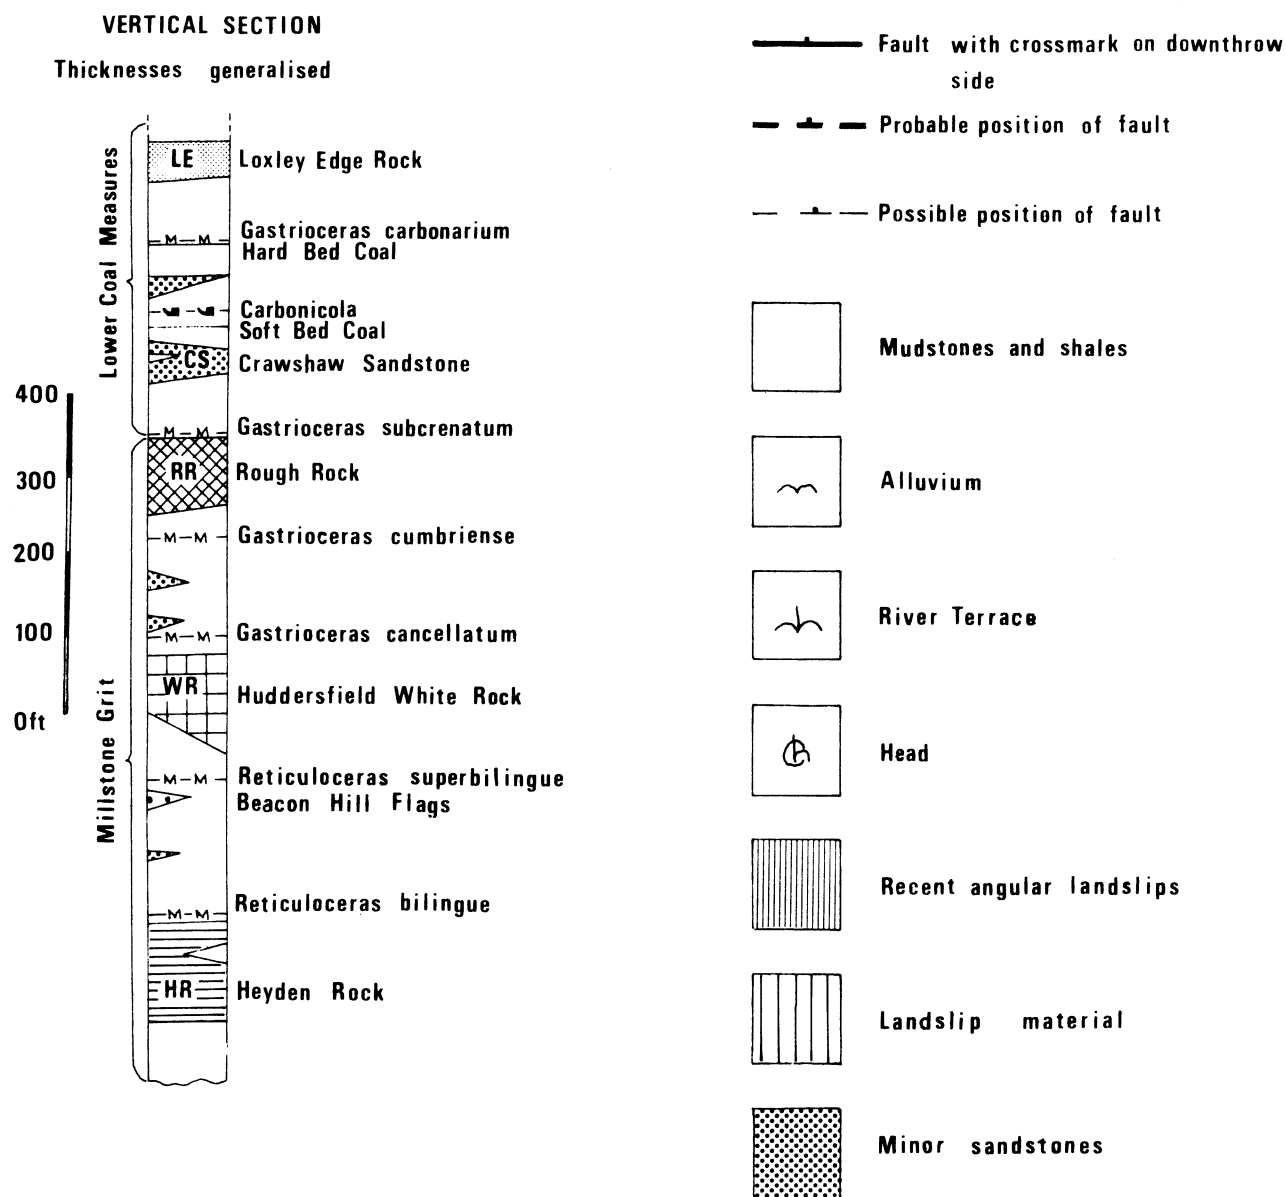 VERTICAL SECTION
Thicknesses generalised
Lower Coal Measures
LE
Loxley Edge Rock
M M
Gastrioceras carbonarium
Hard Bed Coal
Carbonicola
Soft Bed Coal
CS
Crawshaw Sandstone
M M
Gastrioceras subcrenatum
400
300
200
100
0ft
Millstone Grit
RR
Rough Rock
M-M
Gastrioceras cumbriense
M-M
Gastrioceras cancellatum
WR
Huddersfield White Rock
M-M
Reticuloceras superbilingue
Beacon Hill Flags
M-M
Reticuloceras bilingue
HR
Heyden Rock
Fault with crossmark on downthrow
side
Probable position of fault
Possible position of fault
Mudstones and shales
Alluvium
River Terrace
Head
Recent angular landslips
Landslip material
Minor sandstones